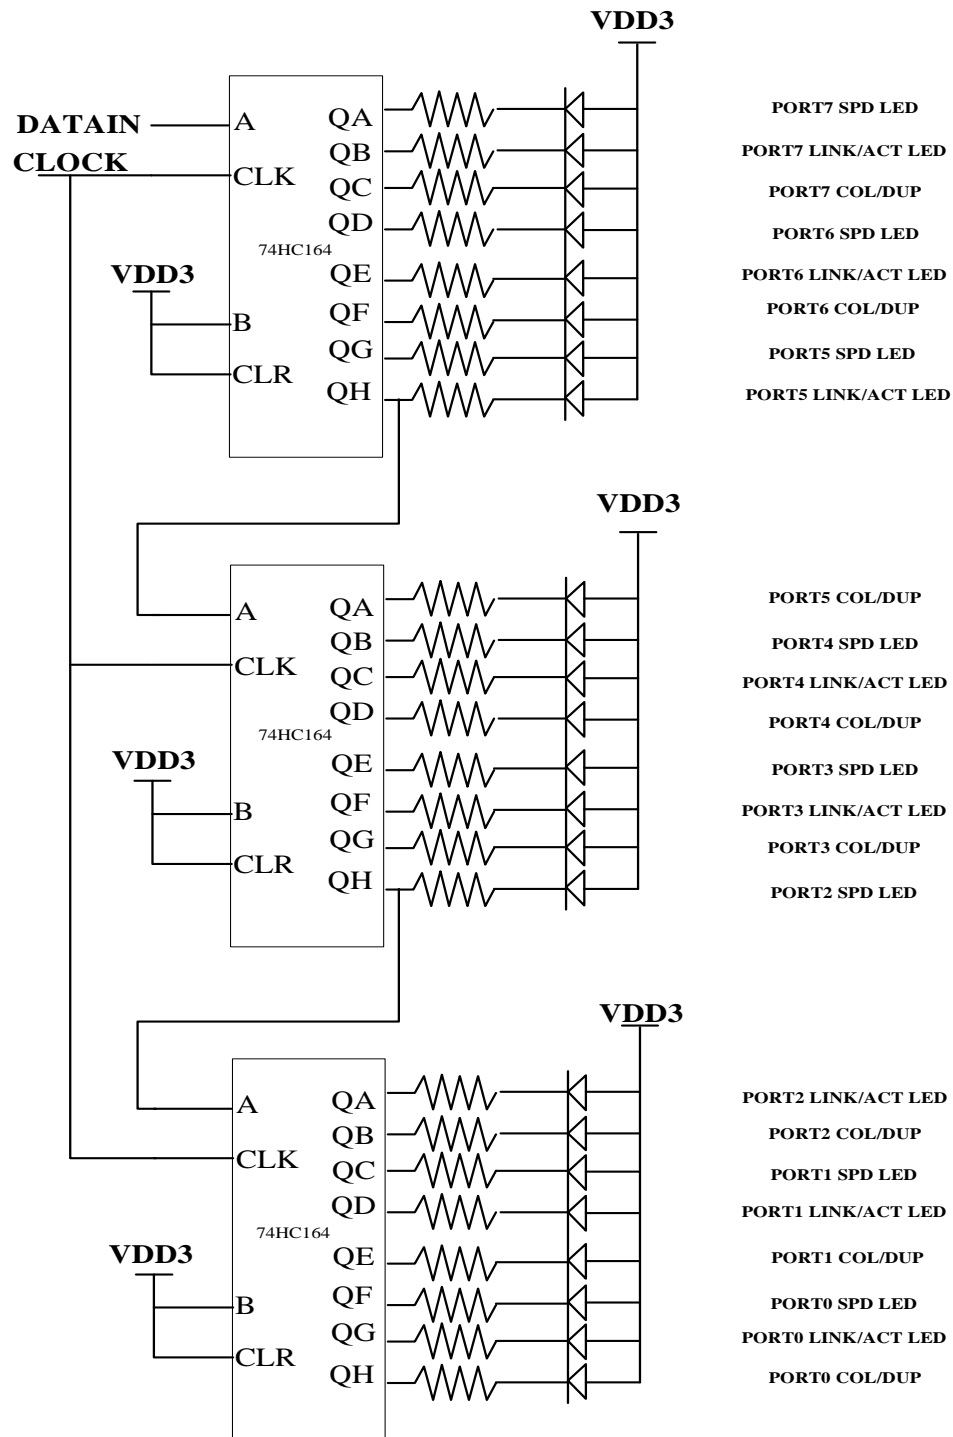 VDD3
DATAIN
CLOCK
A
CLK
VDD3
B
CLR
74HC164
QA
QB
QC
QD
QE
QF
QG
QH
PORT7 SPD LED
PORT7 LINK/ACT LED
PORT7 COL/DUP
PORT6 SPD LED
PORT6 LINK/ACT LED
PORT6 COL/DUP
PORT5 SPD LED
PORT5 LINK/ACT LED
VDD3
A
CLK
VDD3
B
CLR
74HC164
QA
QB
QC
QD
QE
QF
QG
QH
PORT5 COL/DUP
PORT4 SPD LED
PORT4 LINK/ACT LED
PORT4 COL/DUP
PORT3 SPD LED
PORT3 LINK/ACT LED
PORT3 COL/DUP
PORT2 SPD LED
VDD3
A
CLK
VDD3
B
CLR
74HC164
QA
QB
QC
QD
QE
QF
QG
QH
PORT2 LINK/ACT LED
PORT2 COL/DUP
PORT1 SPD LED
PORT1 LINK/ACT LED
PORT1 COL/DUP
PORT0 SPD LED
PORT0 LINK/ACT LED
PORT0 COL/DUP